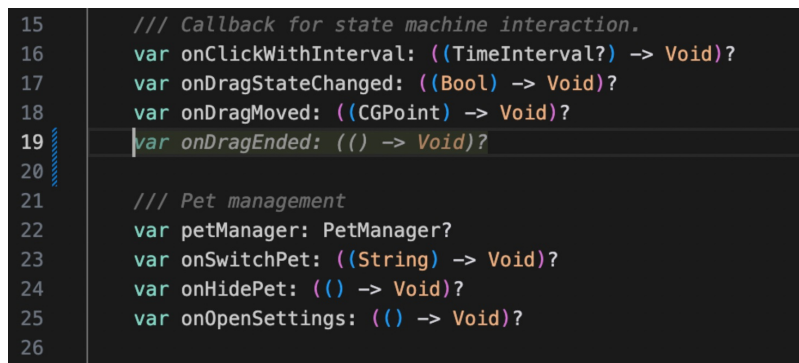 15 /// Callback for state machine interaction.
16 var onClickWithInterval: ((TimeInterval?) -> Void)?
17 var onDragStateChanged: ((Bool) -> Void)?
18 var onDragMoved: ((CGPoint) -> Void)?
19 var onDragEnded: (() -> Void)?
20
21 /// Pet management
22 var petManager: PetManager?
23 var onSwitchPet: ((String) -> Void)?
24 var onHidePet: (() -> Void)?
25 var onOpenSettings: (() -> Void)?
26